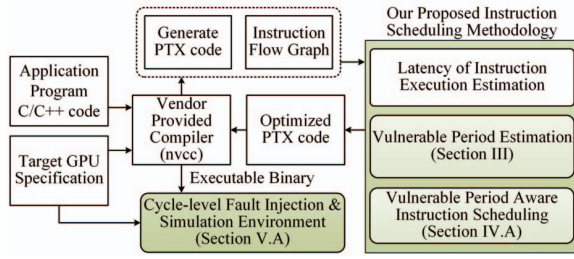 Our Proposed Instruction
Scheduling Methodology
Generate
PTX code
Instruction
Flow Graph
Latency of Instruction
Execution Estimation
Application
Program
C/C++ code
Vendor
Provided
Compiler
(nvcc)
Optimized
PTX code
Vulnerable Period Estimation
(Section III)
Target GPU
Specification
Executable Binary
Vulnerable Period Aware
Instruction Scheduling
(Section IV.A)
Cycle-level Fault Injection &
Simulation Environment
(Section V.A)